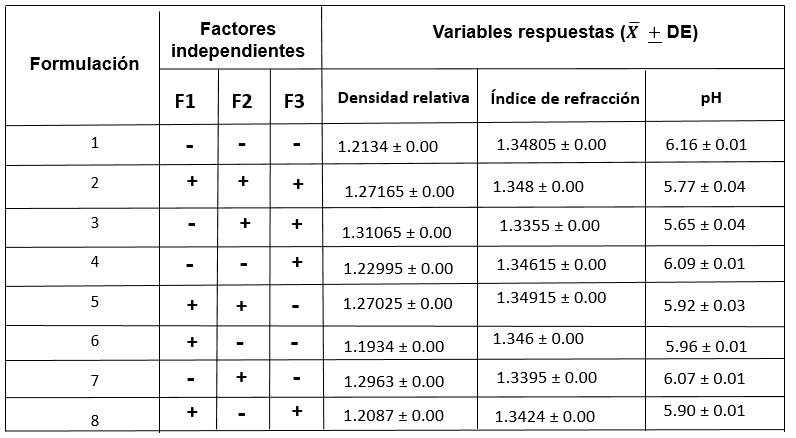 Formulación Factores independientes Variables respuestas (X̅ ± DE)
F1 F2 F3 Densidad relativa Índice de refracción pH
1 - - - 1.2134 ± 0.00 1.34805 ± 0.00 6.16 ± 0.01
2 + + + 1.27165 ± 0.00 1.348 ± 0.00 5.77 ± 0.04
3 - + + 1.31065 ± 0.00 1.3355 ± 0.00 5.65 ± 0.04
4 - - + 1.22995 ± 0.00 1.34615 ± 0.00 6.09 ± 0.01
5 + + - 1.27025 ± 0.00 1.34915 ± 0.00 5.92 ± 0.03
6 + - - 1.1934 ± 0.00 1.346 ± 0.00 5.96 ± 0.01
7 - + - 1.2963 ± 0.00 1.3395 ± 0.00 6.07 ± 0.01
8 + - + 1.2087 ± 0.00 1.3424 ± 0.00 5.90 ± 0.01